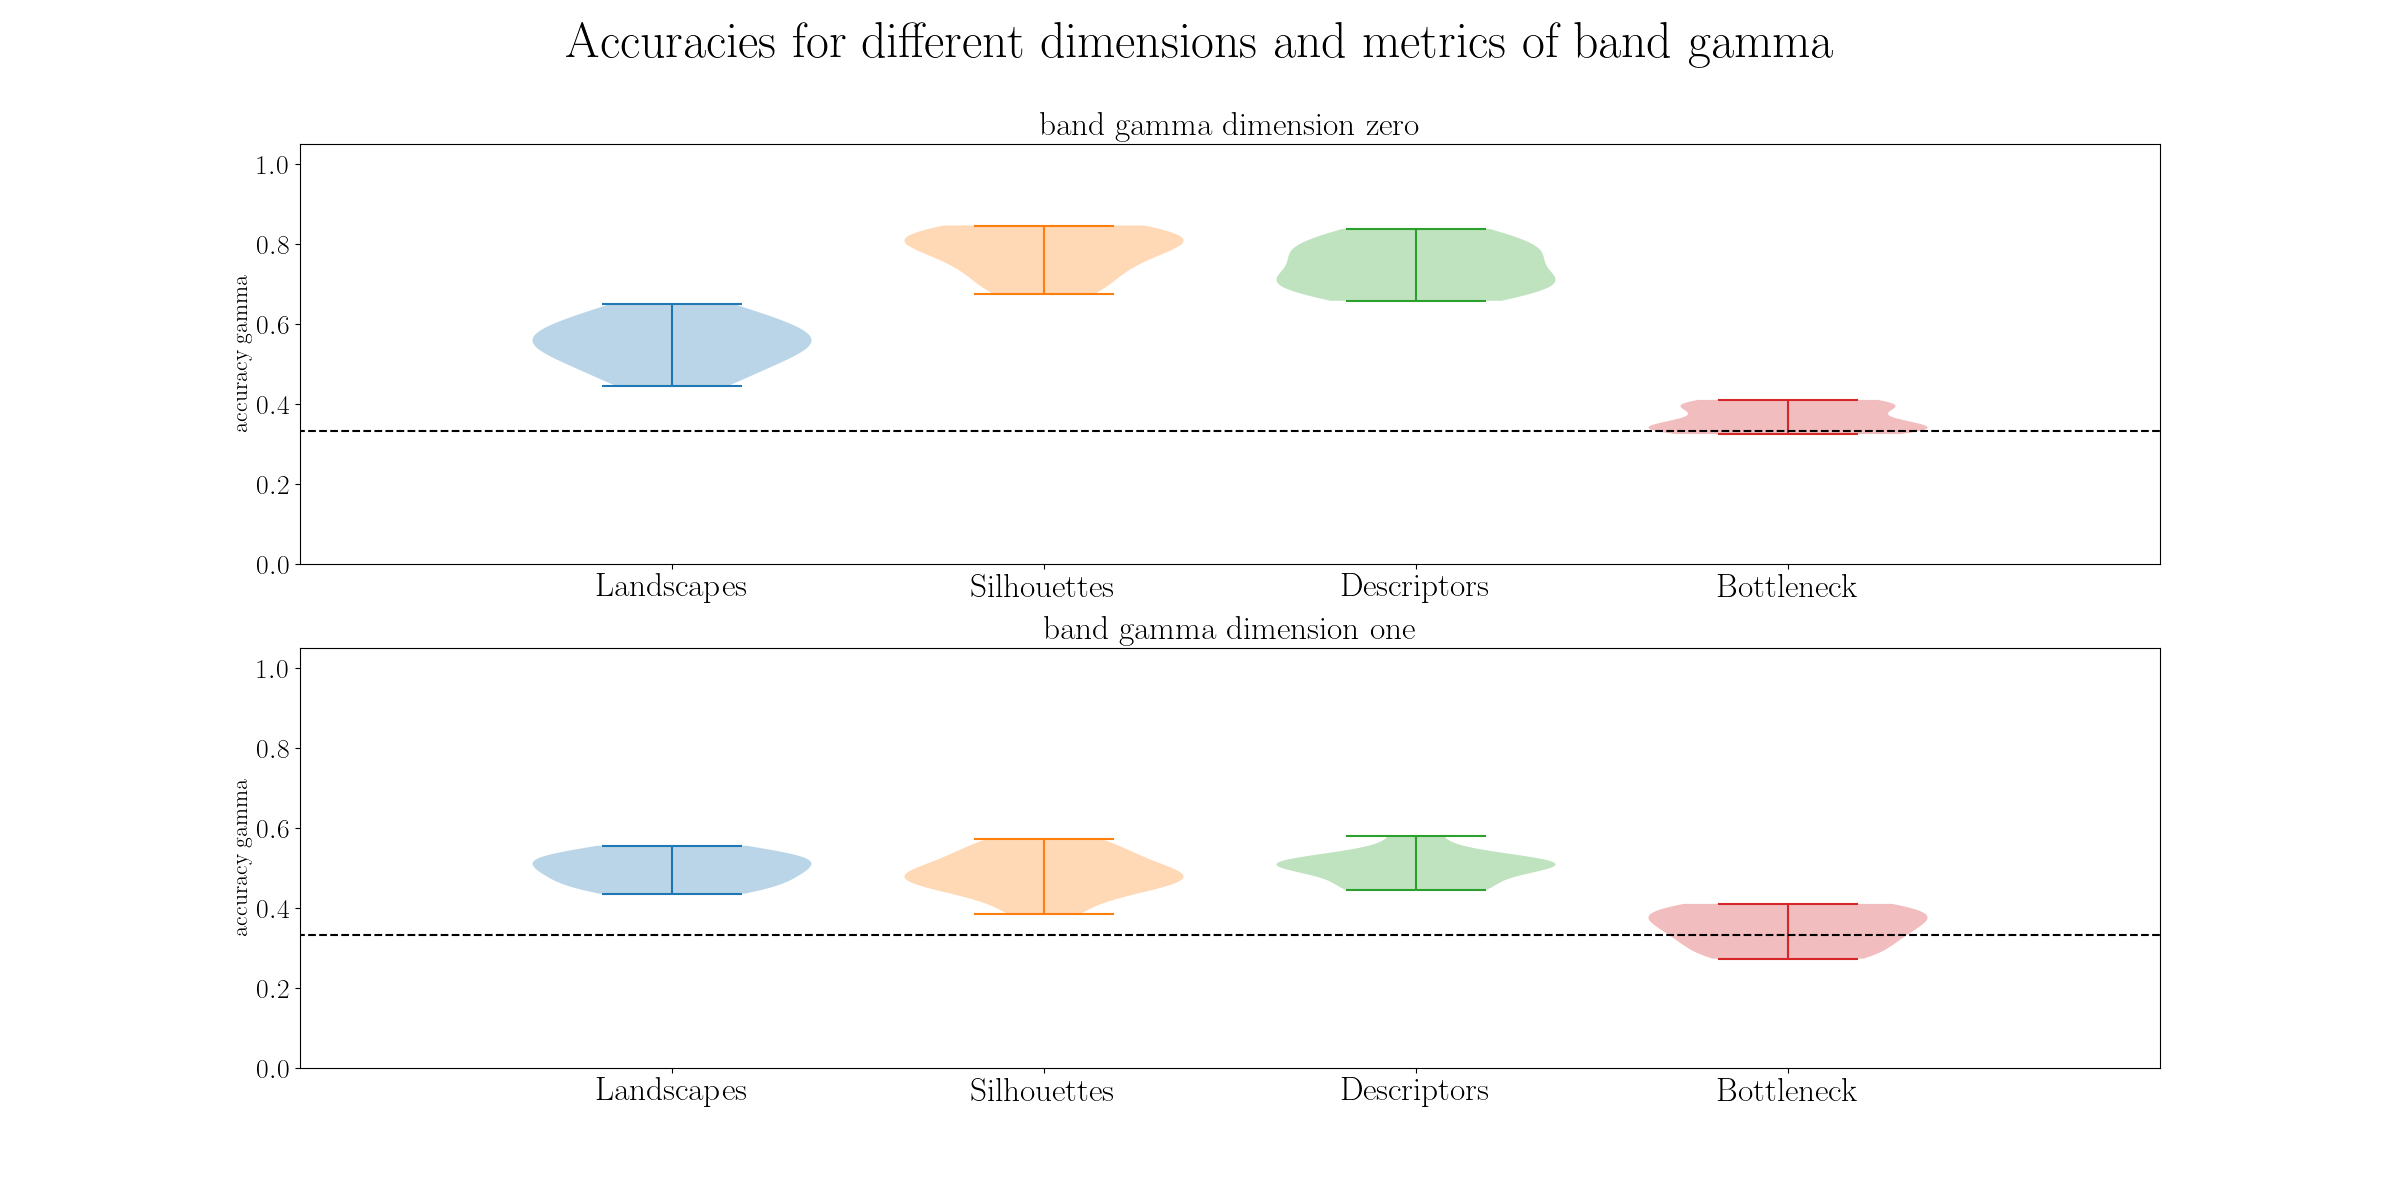 Accuracies for different dimensions and metrics of band gamma
band gamma dimension zero
accuracy gamma
1.0
0.8
0.6
0.4
0.2
0.0
Landscapes Silhouettes Descriptors Bottleneck
band gamma dimension one
accuracy gamma
1.0
0.8
0.6
0.4
0.2
0.0
Landscapes Silhouettes Descriptors Bottleneck